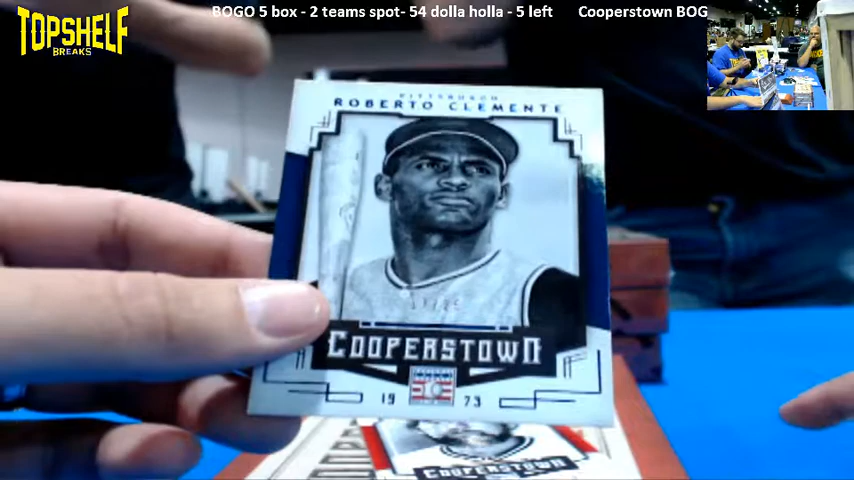 BOGO 5 box - 2 teams spot- 54 dolla holla - 5 left Cooperstown BOG
TOPSHELF
BREAKS
PITTSBURGH
ROBERTO CLEMENTE
COOPERSTOWN
19 73
COOPERSTOWN